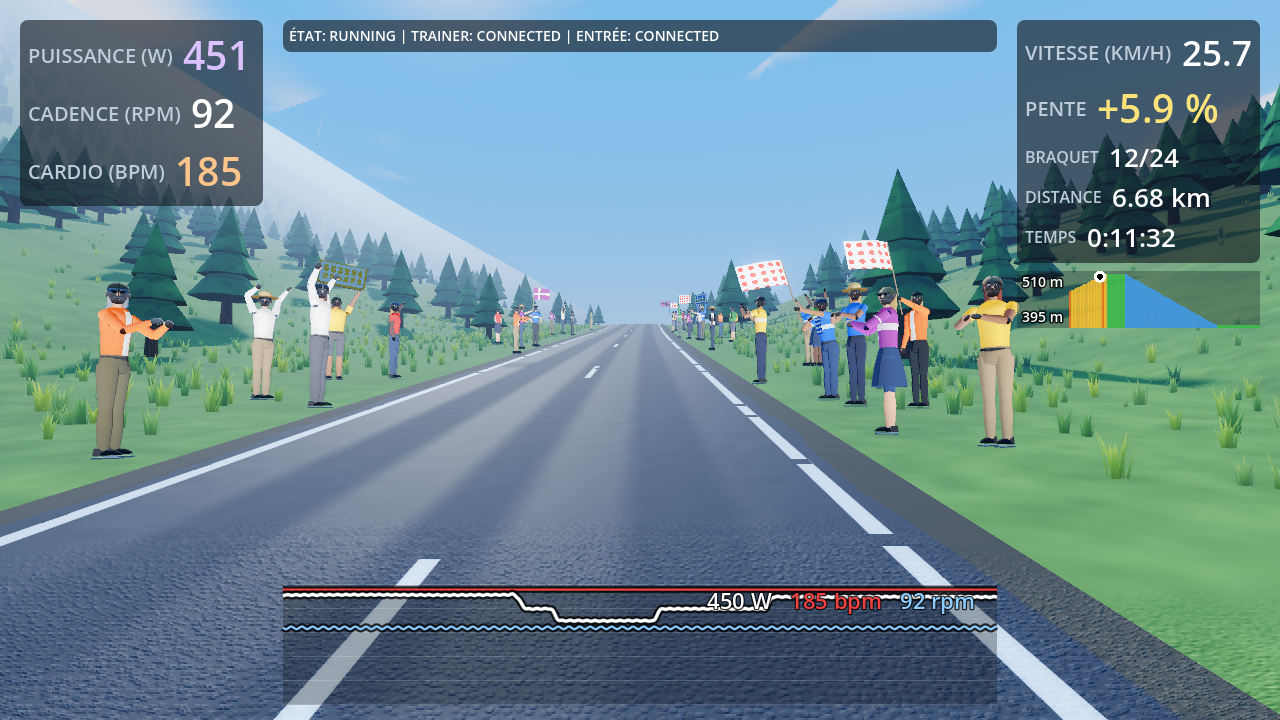 PUISSANCE (W) 451
CADENCE (RPM) 92
CARDIO (BPM) 185
ÉTAT: RUNNING | TRAINER: CONNECTED | ENTRÉE: CONNECTED
VITESSE (KM/H) 25.7
PENTE +5.9 %
BRAQUET 12/24
DISTANCE 6.68 km
TEMPS 0:11:32
510 m
395 m
450 W 185 bpm 92 rpm